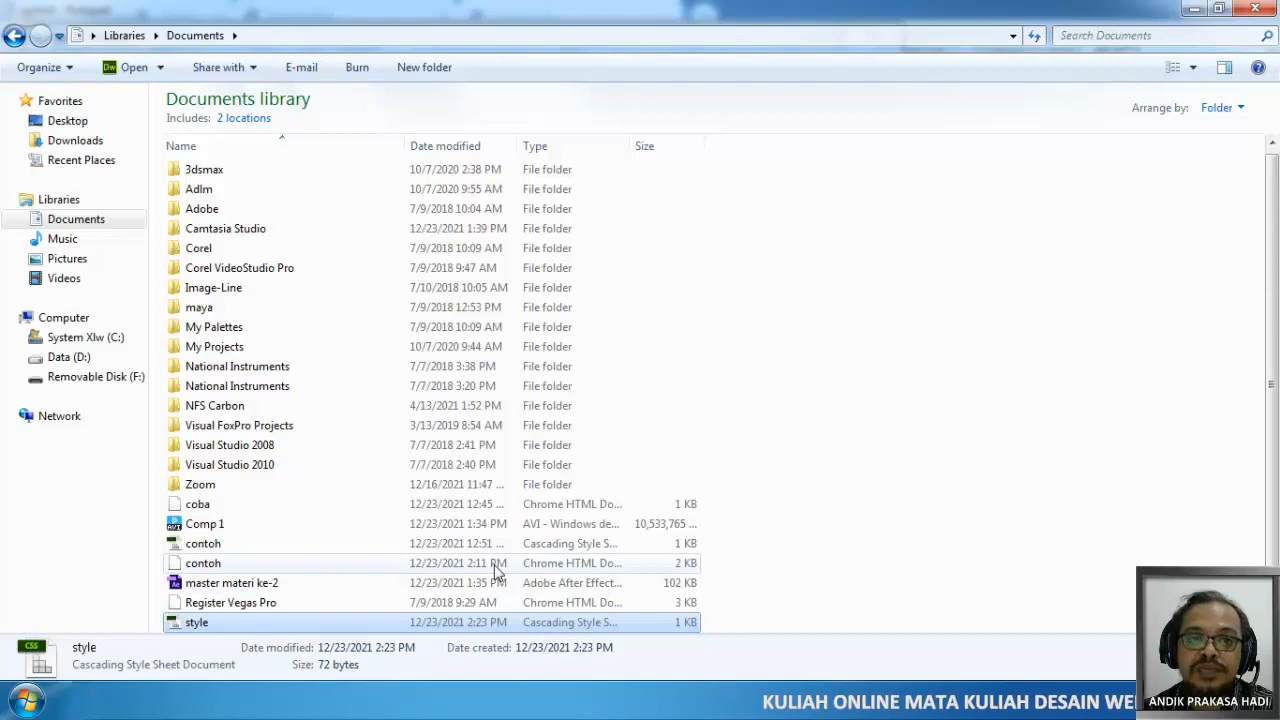 Libraries Documents Search Documents
Organize Dw Open Share with E-mail Burn New folder
Favorites
Desktop
Downloads
Recent Places
Libraries
Documents
Music
Pictures
Videos
Computer
System Xlw (C:)
Data (D:)
Removable Disk (F:)
Network
Documents library
Includes: 2 locations
Arrange by: Folder
Name Date modified Type Size
3dsmax 10/7/2020 2:38 PM File folder
Adlm 10/7/2020 9:55 AM File folder
Adobe 7/9/2018 10:04 AM File folder
Camtasia Studio 12/23/2021 1:39 PM File folder
Corel 7/9/2018 10:09 AM File folder
Corel VideoStudio Pro 7/9/2018 9:47 AM File folder
Image-Line 7/10/2018 10:05 AM File folder
maya 7/9/2018 12:53 PM File folder
My Palettes 7/9/2018 10:09 AM File folder
My Projects 10/7/2020 9:44 AM File folder
National Instruments 7/7/2018 3:38 PM File folder
National Instruments 7/7/2018 3:20 PM File folder
NFS Carbon 4/13/2021 1:52 PM File folder
Visual FoxPro Projects 3/13/2019 8:54 AM File folder
Visual Studio 2008 7/7/2018 2:41 PM File folder
Visual Studio 2010 7/7/2018 2:40 PM File folder
Zoom 12/16/2021 11:47 ... File folder
coba 12/23/2021 12:45 ... Chrome HTML Do... 1 KB
Comp 1 12/23/2021 1:34 PM AVI - Windows de... 10,533,765 ...
contoh 12/23/2021 12:51 ... Cascading Style S... 1 KB
contoh 12/23/2021 2:11 PM Chrome HTML Do... 2 KB
master materi ke-2 12/23/2021 1:35 PM Adobe After Effect... 102 KB
Register Vegas Pro 7/9/2018 9:29 AM Chrome HTML Do... 3 KB
style 12/23/2021 2:23 PM Cascading Style S... 1 KB
CSS style Date modified: 12/23/2021 2:23 PM Date created: 12/23/2021 2:23 PM
Cascading Style Sheet Document Size: 72 bytes
KULIAH ONLINE MATA KULIAH DESAIN WE
ANDIK PRAKASA HADI